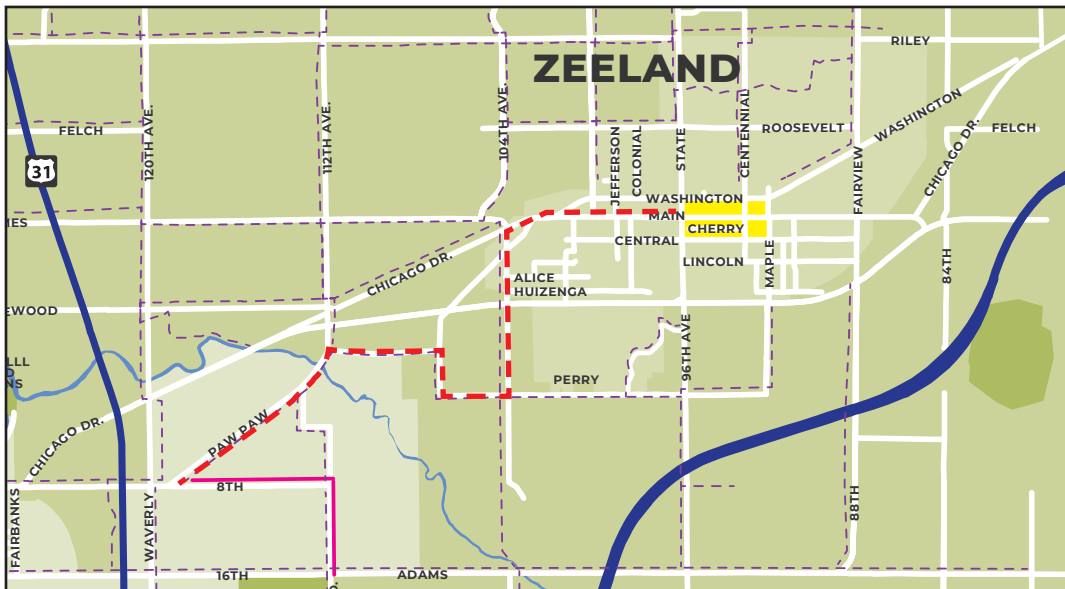 RILEY
ZEELAND
WASHINGTON
120TH AVE.
112TH AVE.
104TH AVE.
CENTENNIAL
FELCH
JEFFERSON
COLONIAL
STATE
ROOSEVELT
FELCH
CHICAGO DR.
31
FAIRVIEW
WASHINGTON
MAIN
CHERRY
CENTRAL
MAPLE
LINCOLN
84TH
CHICAGO DR.
ALICE
HUIZENGA
EWOOD
96TH AVE
PERRY
PAW PAW
CHICAGO DR.
8TH
FAIRBANKS
WAVERLY
88TH
16TH
ADAMS